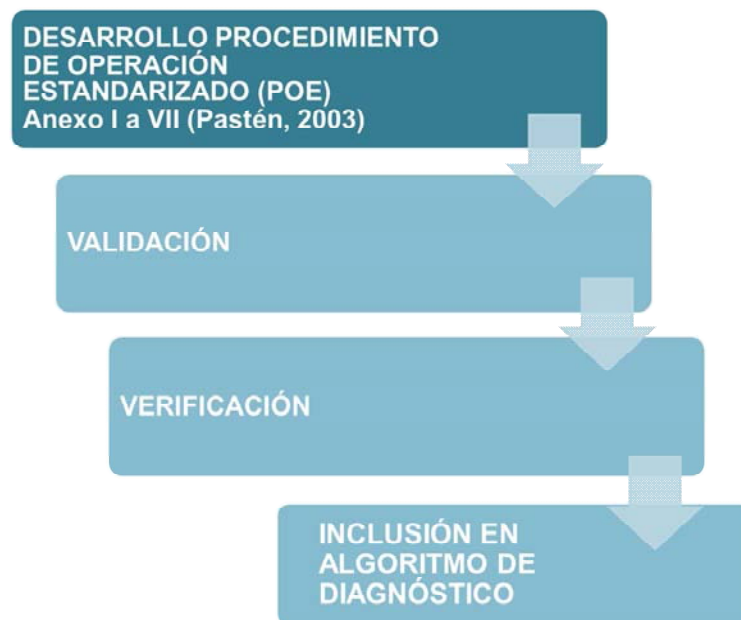 DESARROLLO PROCEDIMIENTO
DE OPERACIÓN
ESTANDARIZADO (POE)
Anexo I a VII (Pastén, 2003)
VALIDACIÓN
VERIFICACIÓN
INCLUSIÓN EN
ALGORITMO DE
DIAGNÓSTICO